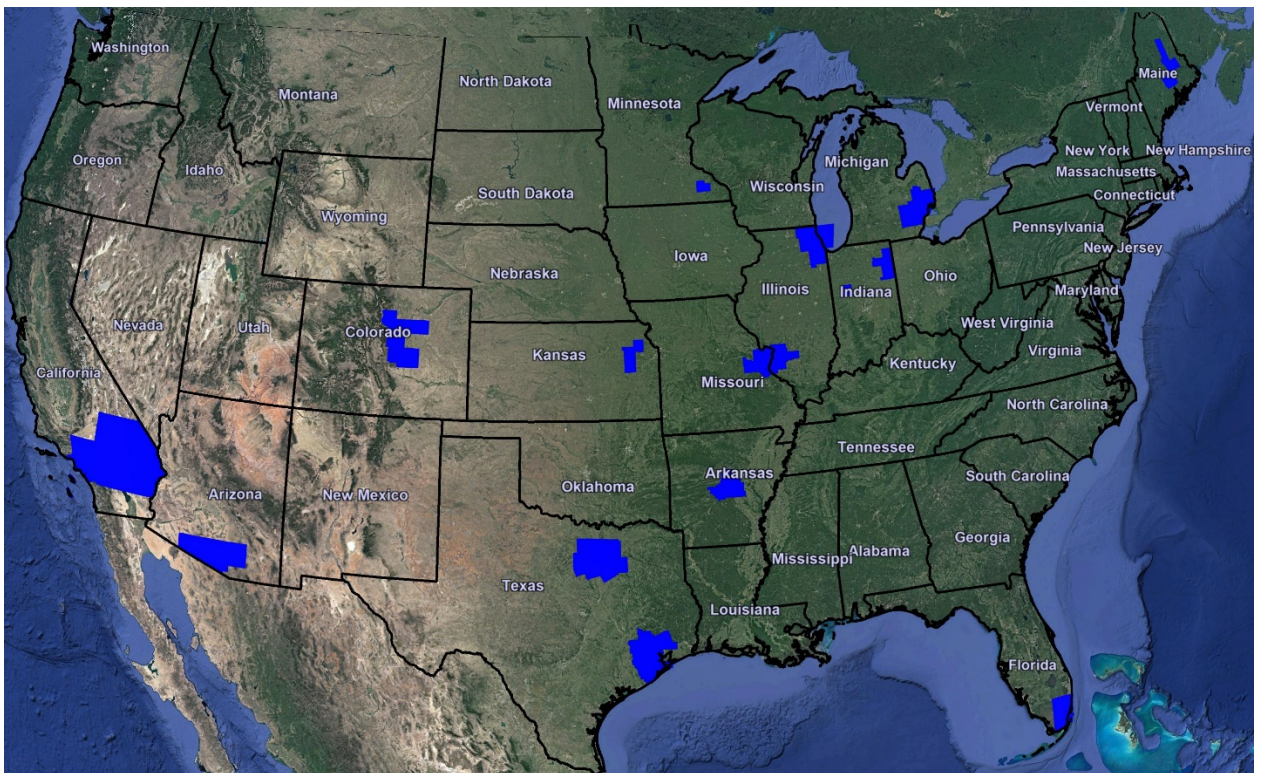 Washington
Montana
North Dakota
Minnesota
Maine
Vermont
Oregon
Idaho
South Dakota
Wisconsin
Michigan
New York
New Hampshire
Massachusetts
Connecticut
Wyoming
Pennsylvania
New Jersey
Nebraska
Iowa
Illinois
Indiana
Ohio
Maryland
Nevada
Utah
Colorado
Kansas
West Virginia
Virginia
California
Missouri
Kentucky
North Carolina
Tennessee
Arizona
New Mexico
Oklahoma
Arkansas
South Carolina
Texas
Mississippi
Alabama
Georgia
Louisiana
Florida